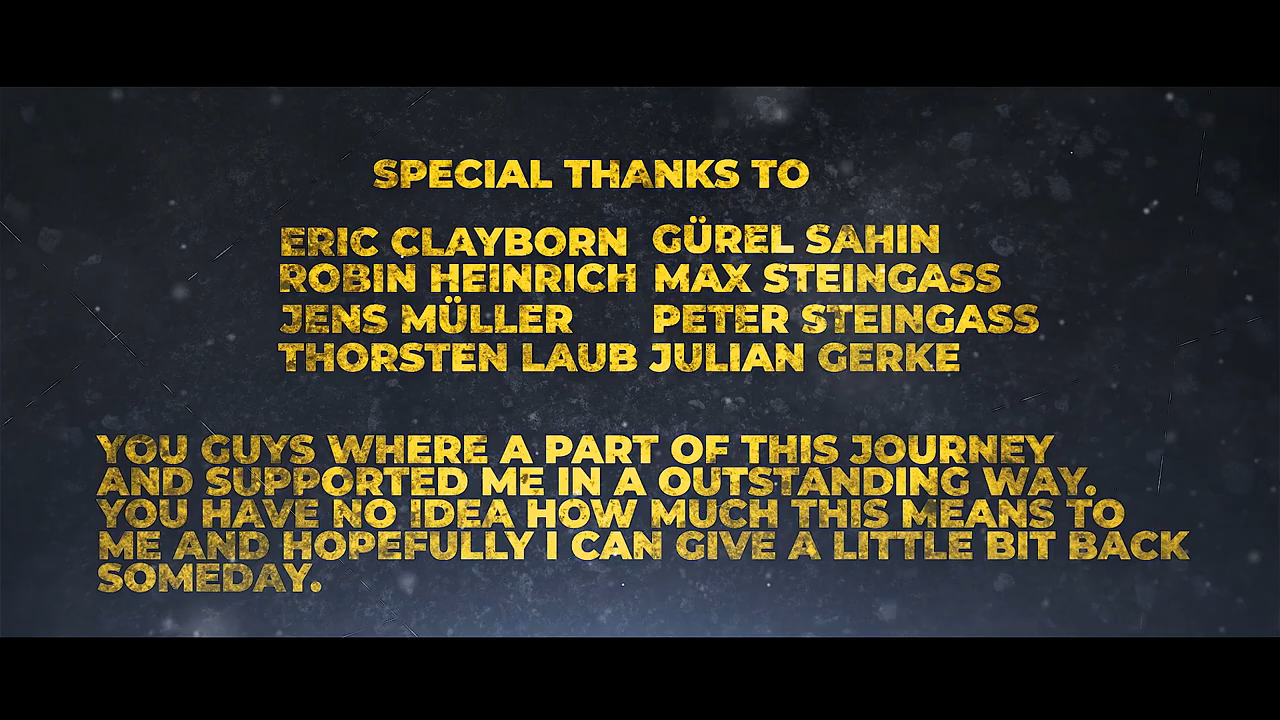 SPECIAL THANKS TO
ERIC CLAYBORN GÜREL SAHIN
ROBIN HEINRICH MAX STEINGASS
JENS MÜLLER PETER STEINGASS
THORSTEN LAUB JULIAN GERKE
YOU GUYS WHERE A PART OF THIS JOURNEY
AND SUPPORTED ME IN A OUTSTANDING WAY.
YOU HAVE NO IDEA HOW MUCH THIS MEANS TO
ME AND HOPEFULLY I CAN GIVE A LITTLE BIT BACK
SOMEDAY.